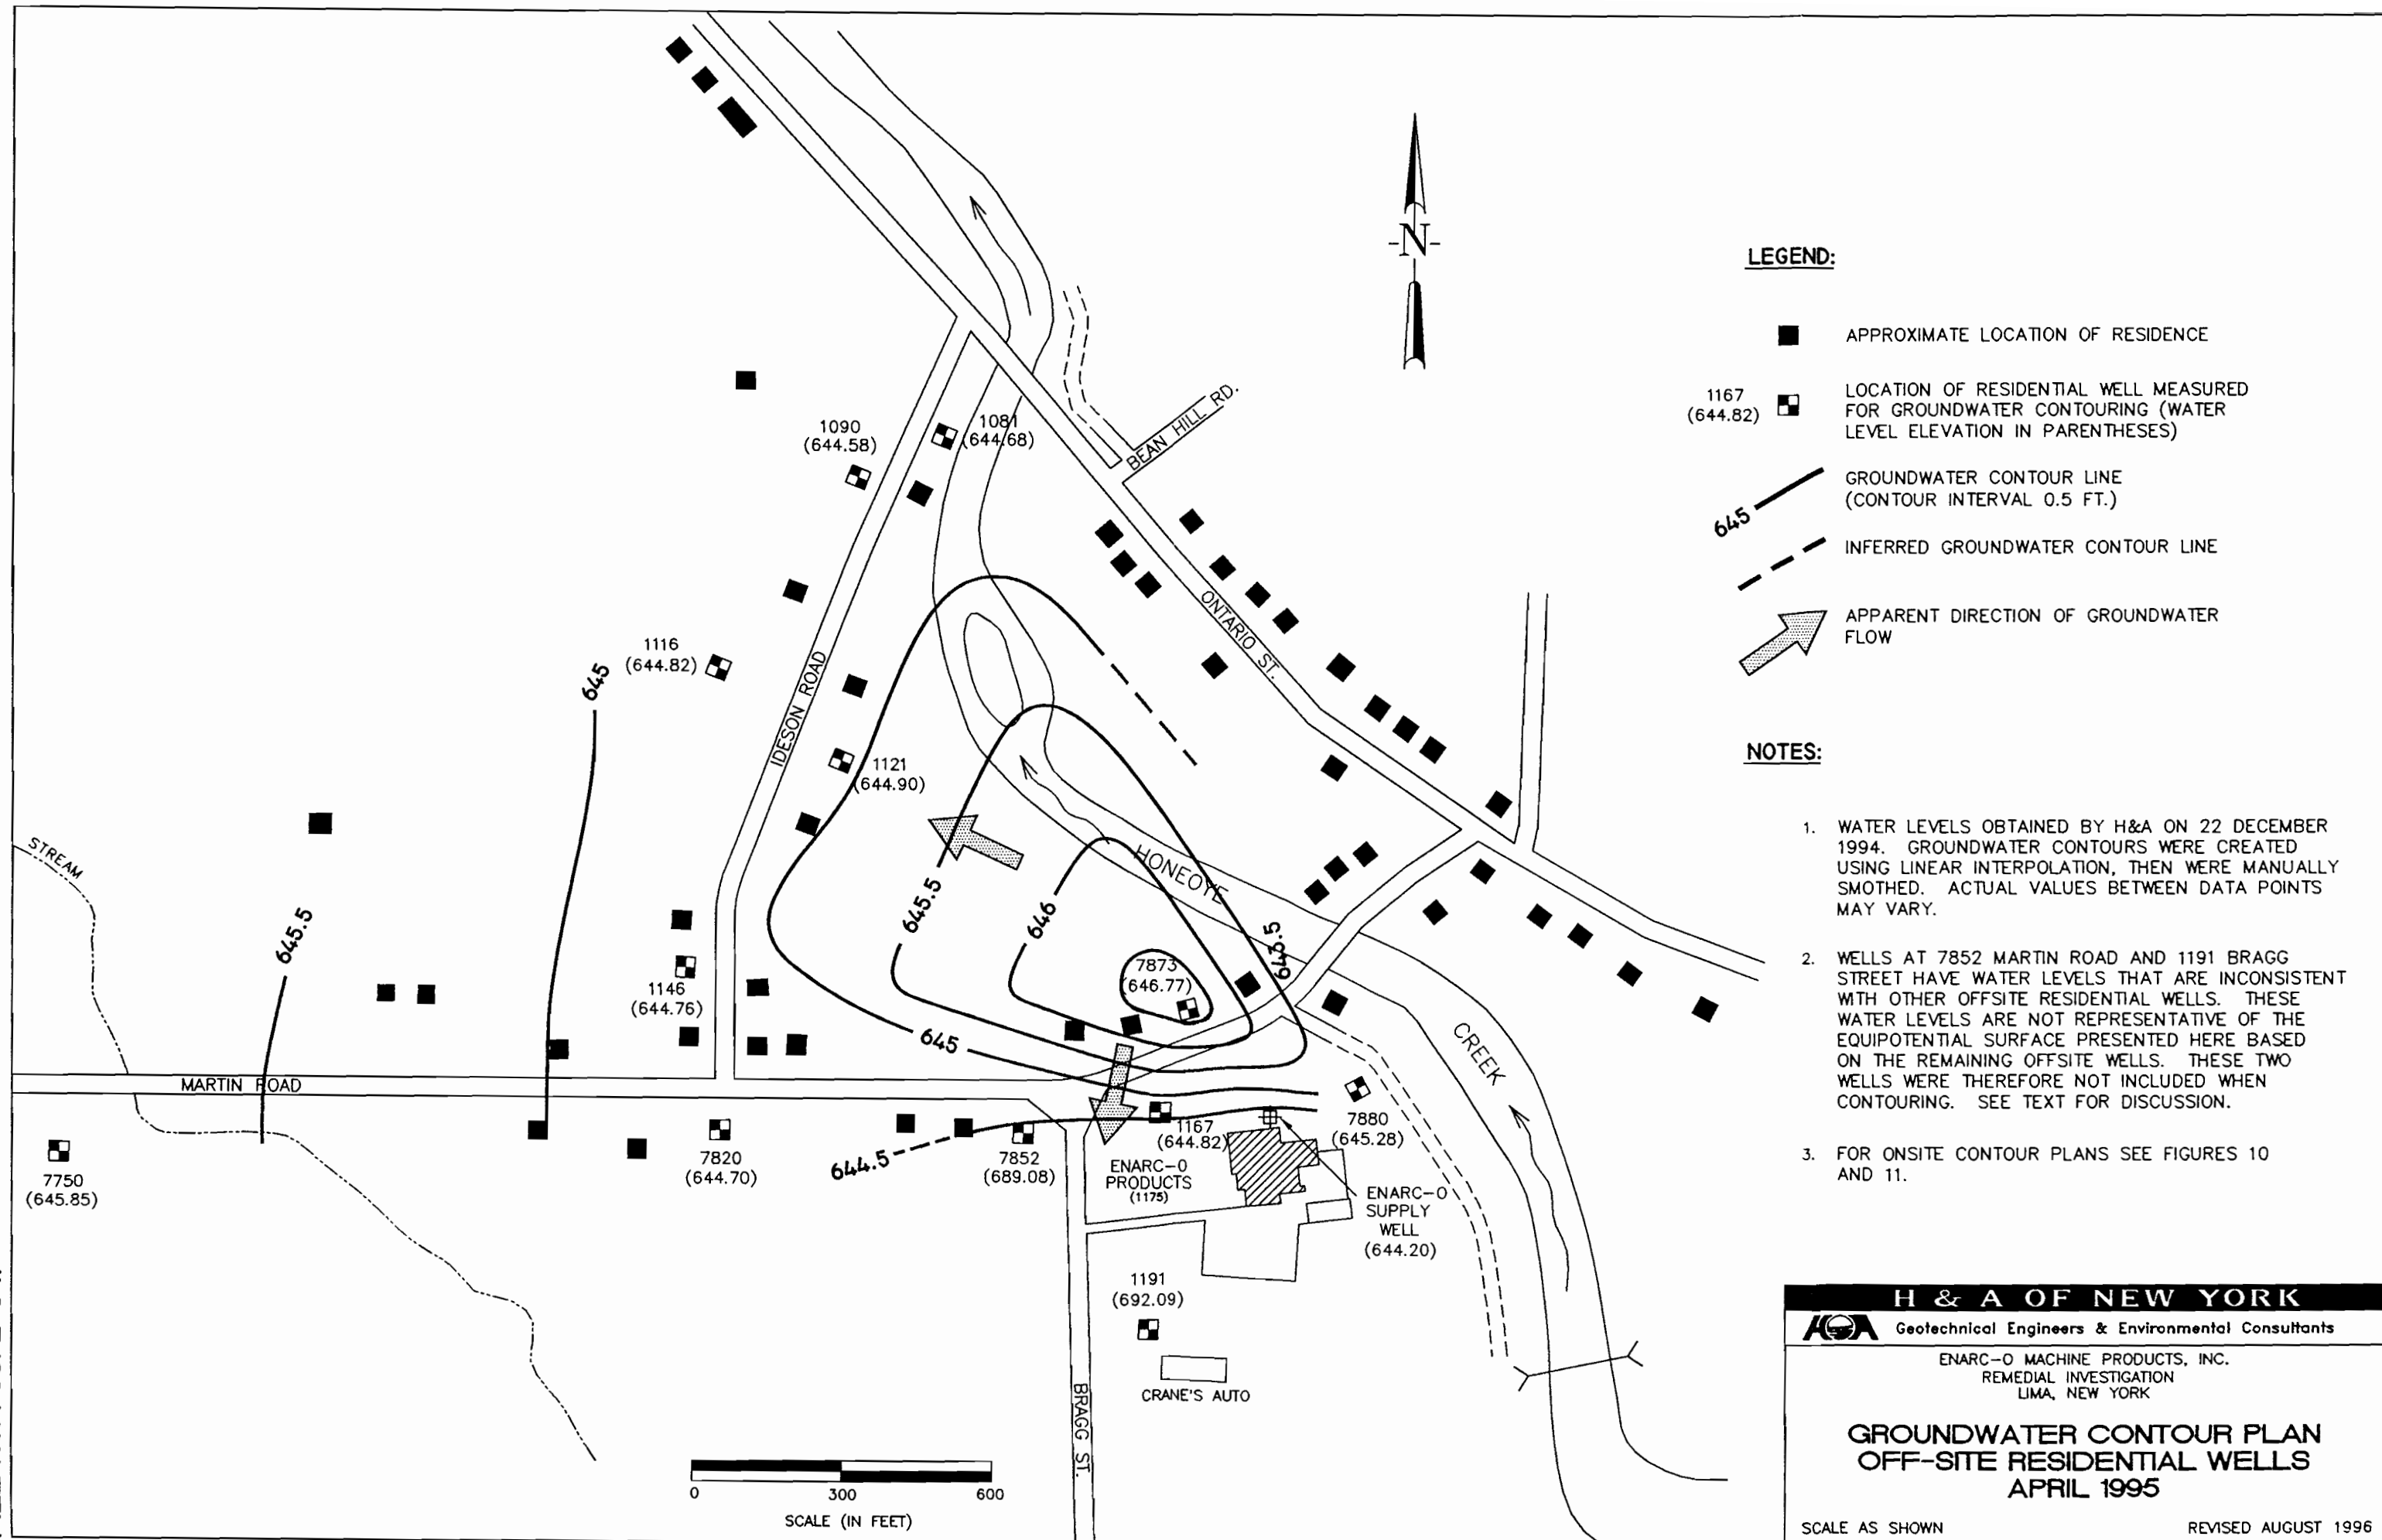 -N-
1090
(644.58)
1081
(644.68)
BEAN HILL RD.
1116
(644.82)
645
IDESON ROAD
ONTARIO ST.
1121
(644.90)
STREAM
HONEOYE
645.5
645.5
646
645.5
7873
(646.77)
1146
(644.76)
645
CREEK
MARTIN ROAD
7750
(645.85)
7820
(644.70)
644.5
7852
(689.08)
1167
(644.82)
7880
(645.28)
ENARC-O
PRODUCTS
(1175)
ENARC-O
SUPPLY
WELL
(644.20)
1191
(692.09)
CRANE'S AUTO
BRAGG ST.
0 300 600
SCALE (IN FEET)
LEGEND:
APPROXIMATE LOCATION OF RESIDENCE
1167
(644.82)
LOCATION OF RESIDENTIAL WELL MEASURED
FOR GROUNDWATER CONTOURING (WATER
LEVEL ELEVATION IN PARENTHESES)
645
GROUNDWATER CONTOUR LINE
(CONTOUR INTERVAL 0.5 FT.)
INFERRED GROUNDWATER CONTOUR LINE
APPARENT DIRECTION OF GROUNDWATER
FLOW
NOTES:
1. WATER LEVELS OBTAINED BY H&A ON 22 DECEMBER
1994. GROUNDWATER CONTOURS WERE CREATED
USING LINEAR INTERPOLATION, THEN WERE MANUALLY
SMOTHED. ACTUAL VALUES BETWEEN DATA POINTS
MAY VARY.
2. WELLS AT 7852 MARTIN ROAD AND 1191 BRAGG
STREET HAVE WATER LEVELS THAT ARE INCONSISTENT
WITH OTHER OFFSITE RESIDENTIAL WELLS. THESE
WATER LEVELS ARE NOT REPRESENTATIVE OF THE
EQUIPOTENTIAL SURFACE PRESENTED HERE BASED
ON THE REMAINING OFFSITE WELLS. THESE TWO
WELLS WERE THEREFORE NOT INCLUDED WHEN
CONTOURING. SEE TEXT FOR DISCUSSION.
3. FOR ONSITE CONTOUR PLANS SEE FIGURES 10
AND 11.
H & A OF NEW YORK
Geotechnical Engineers & Environmental Consultants
ENARC-O MACHINE PRODUCTS, INC.
REMEDIAL INVESTIGATION
LIMA, NEW YORK
GROUNDWATER CONTOUR PLAN
OFF-SITE RESIDENTIAL WELLS
APRIL 1995
SCALE AS SHOWN REVISED AUGUST 1996